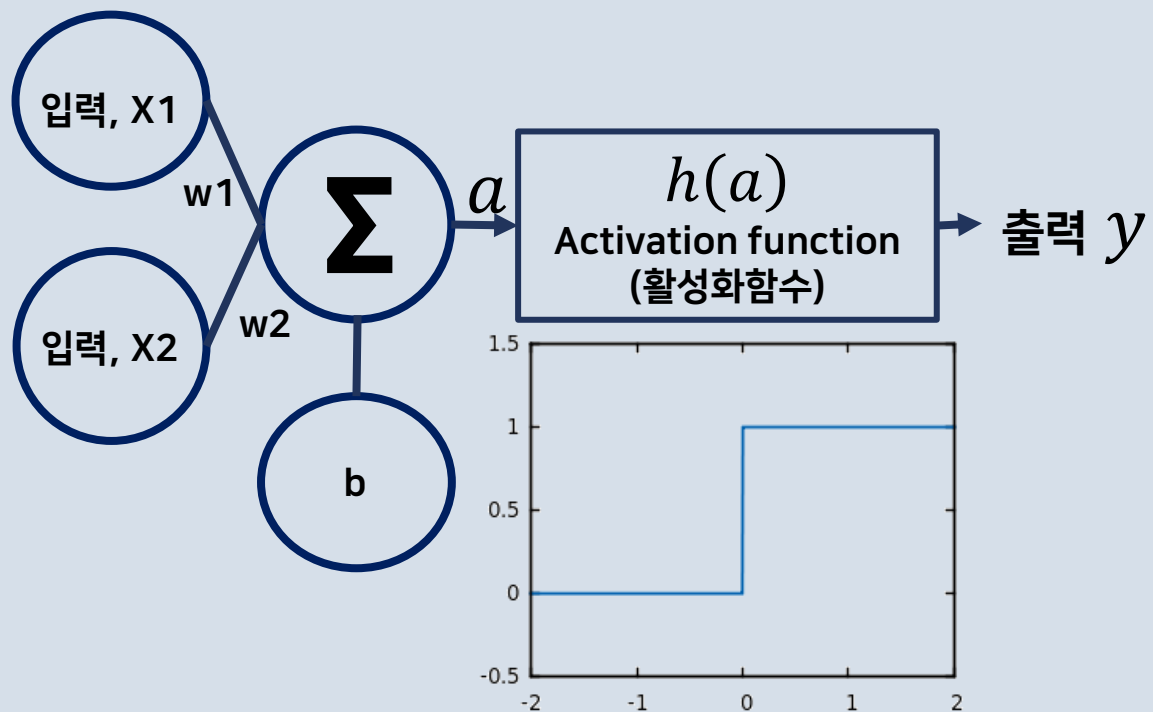 입력, X1
w1
입력, X2
w2
Σ
b
a
h(a)
Activation function
(활성화함수)
출력 y
1.5
1
0.5
0
-0.5
-2 -1 0 1 2